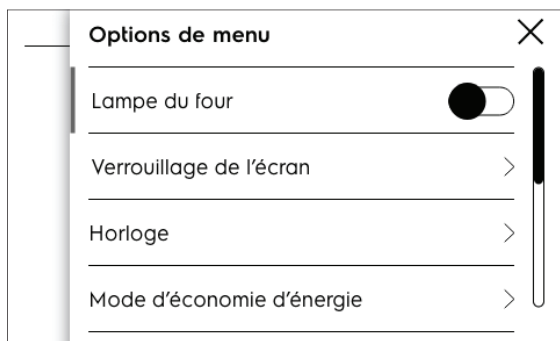 Options de menu
Lampe du four
Verrouillage de l'écran
Horloge
Mode d'économie d'énergie